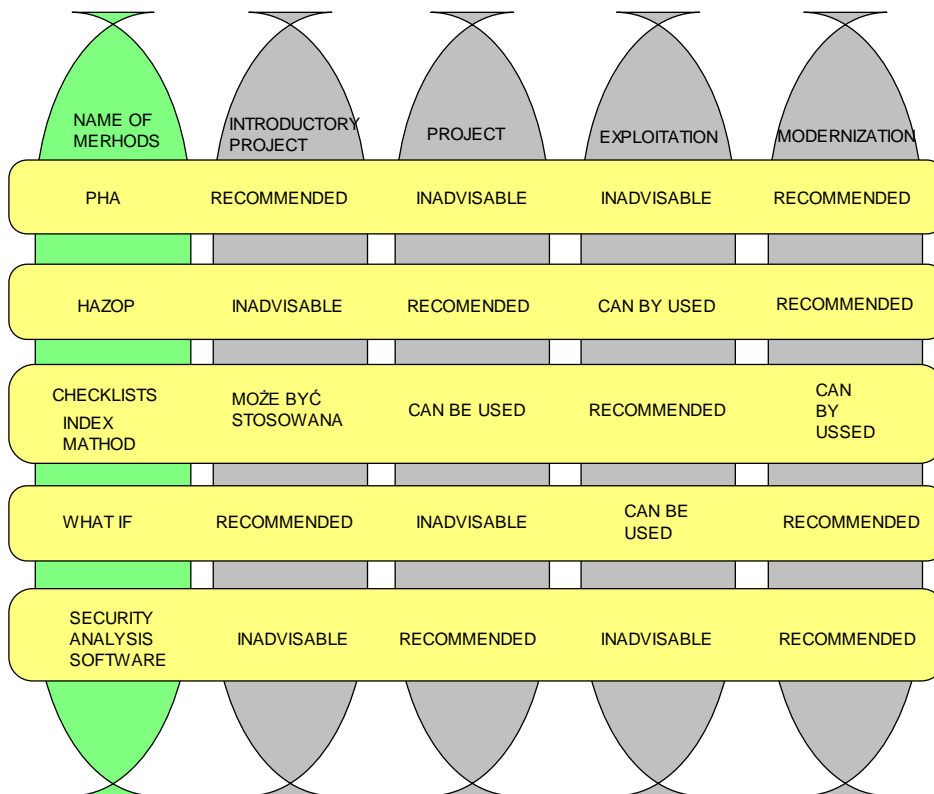 NAME OF
MERHODS
INTRODUCTORY
PROJECT
PROJECT
EXPLOITATION
MODERNIZATION
PHA
RECOMMENDED
INADVISABLE
INADVISABLE
RECOMMENDED
HAZOP
INADVISABLE
RECOMENDED
CAN BY USED
RECOMMENDED
CHECKLISTS
INDEX
MATHOD
MOŻE BYĆ
STOSOWANA
CAN BE USED
RECOMMENDED
CAN
BY
USSED
WHAT IF
RECOMMENDED
INADVISABLE
CAN BE
USED
RECOMMENDED
SECURITY
ANALYSIS
SOFTWARE
INADVISABLE
RECOMMENDED
INADVISABLE
RECOMMENDED